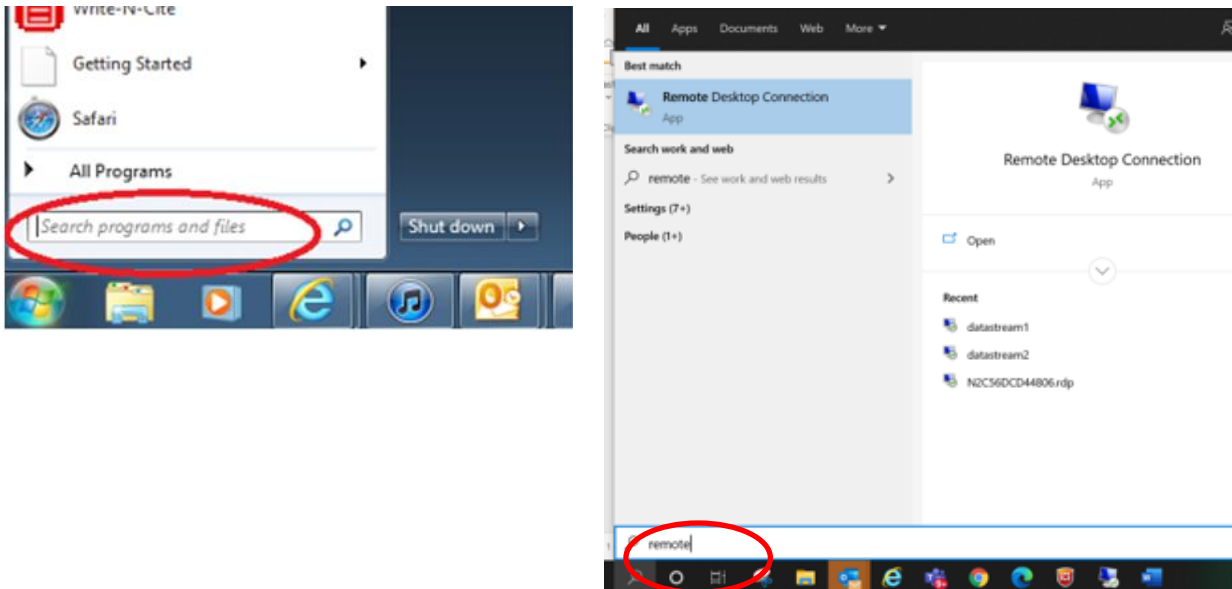 Write-N-Cite
Getting Started
Safari
All Programs
Search programs and files
Shut down
All Apps Documents Web More
Best match
Remote Desktop Connection
App
Search work and web
remote - See work and web results
Settings (7+)
People (1+)
Remote Desktop Connection
App
Open
Recent
datastream1
datastream2
N2C56DCD44806.rdp
remote